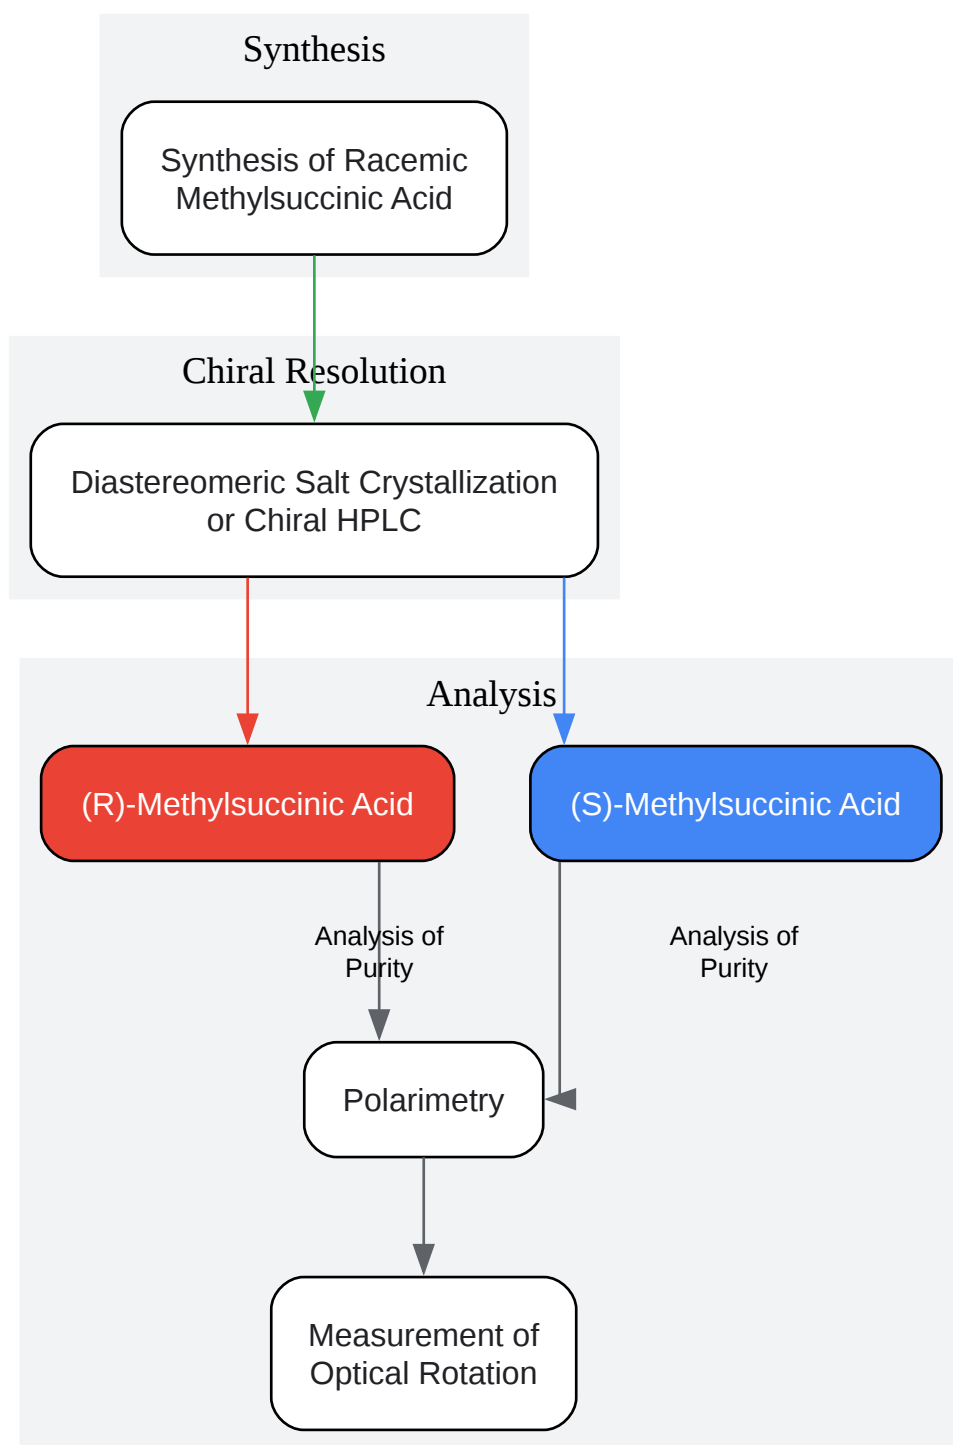 Synthesis
Synthesis of Racemic
Methylsuccinic Acid
Chiral Resolution
Diastereomeric Salt Crystallization
or Chiral HPLC
Analysis
(R)-Methylsuccinic Acid
(S)-Methylsuccinic Acid
Analysis of
Purity
Analysis of
Purity
Polarimetry
Measurement of
Optical Rotation